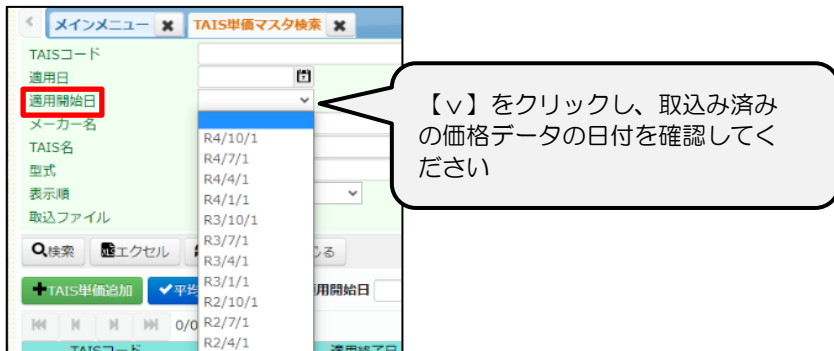 メインメニュー ✖ TAIS単価マスタ検索 ✖
TAISコード
適用日
適用開始日
メーカー名
TAIS名
型式
表示順
取込ファイル
R4/10/1
R4/7/1
R4/4/1
R4/1/1
R3/10/1
R3/7/1
R3/4/1
R3/1/1
R2/10/1
R2/7/1
R2/4/1
検索 エクセル じる
TAIS単価追加 平均 用開始日
0/0
TAISコード 適用終了日
【∨】をクリックし、取込み済み
の価格データの日付を確認してく
ださい